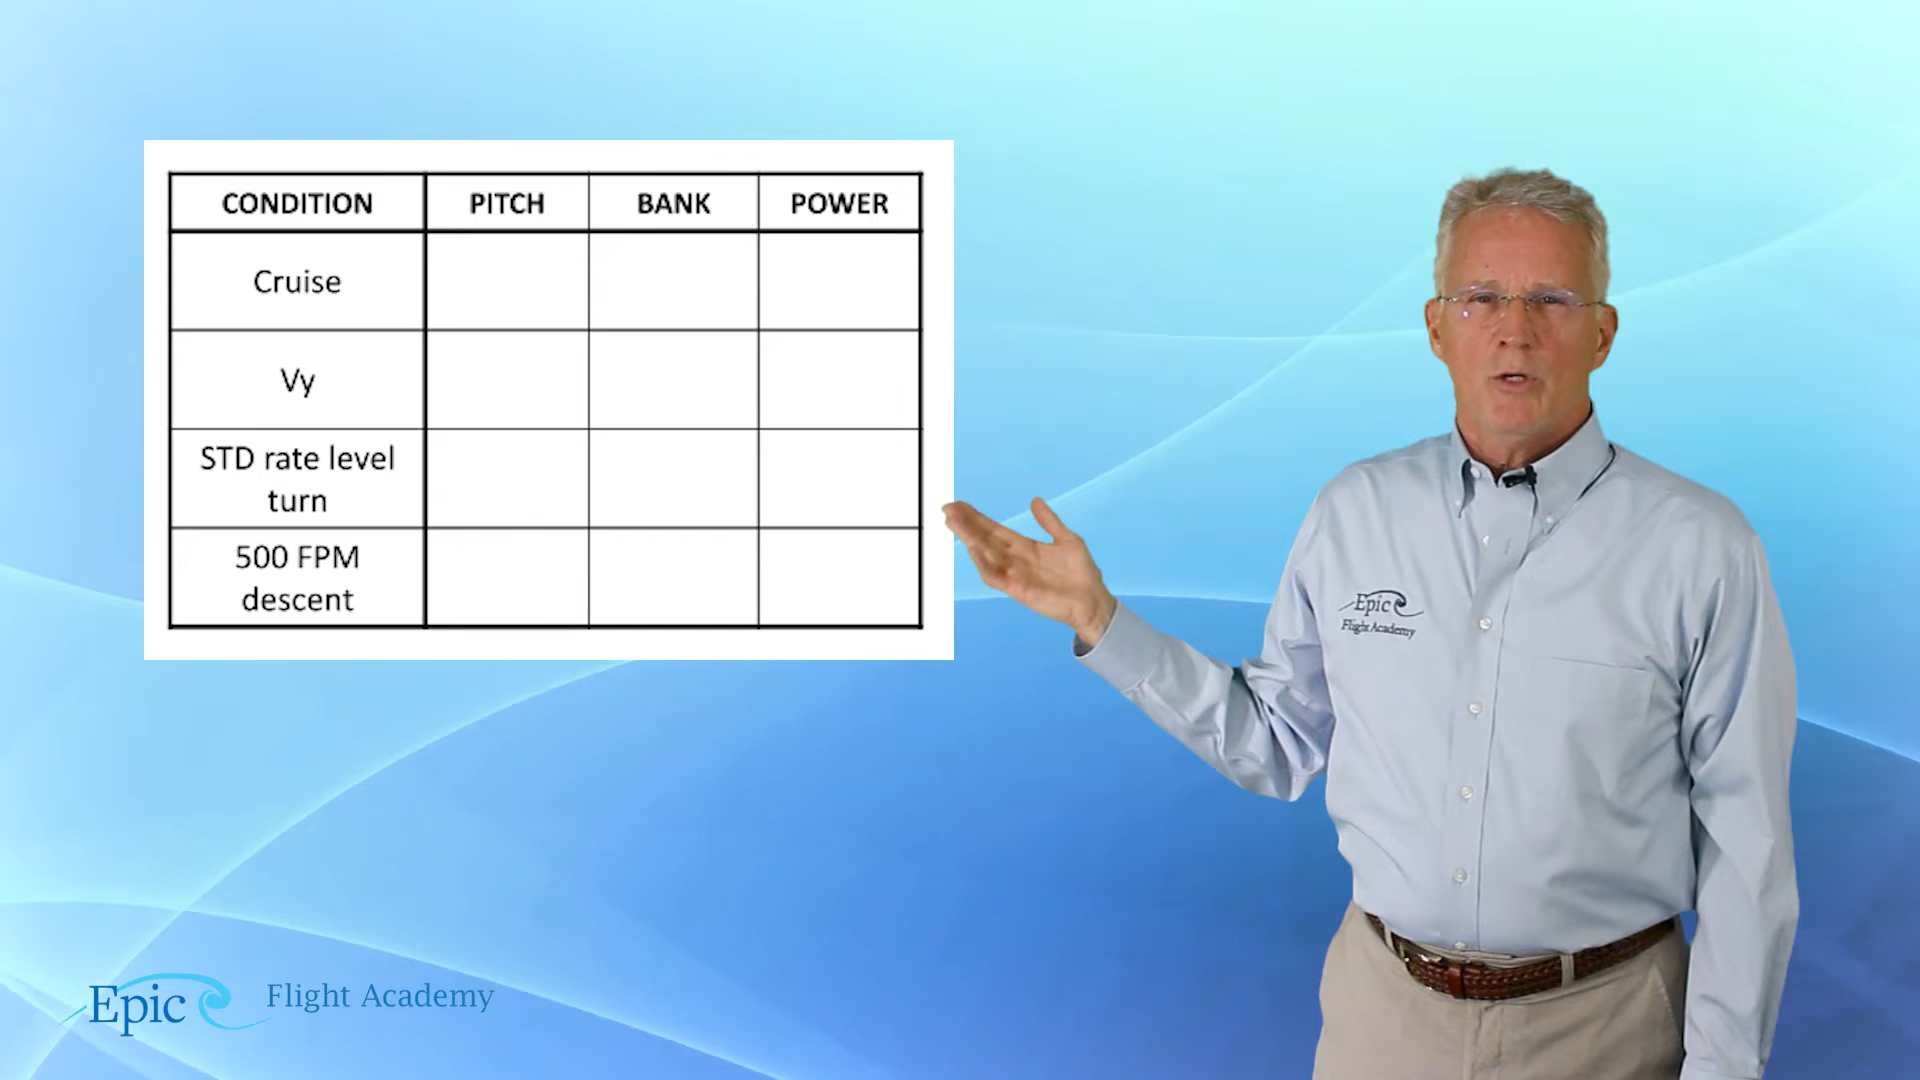 CONDITION PITCH BANK POWER
Cruise
Vy
STD rate level
turn
500 FPM
descent
Epic
Flight Academy
Epic Flight Academy